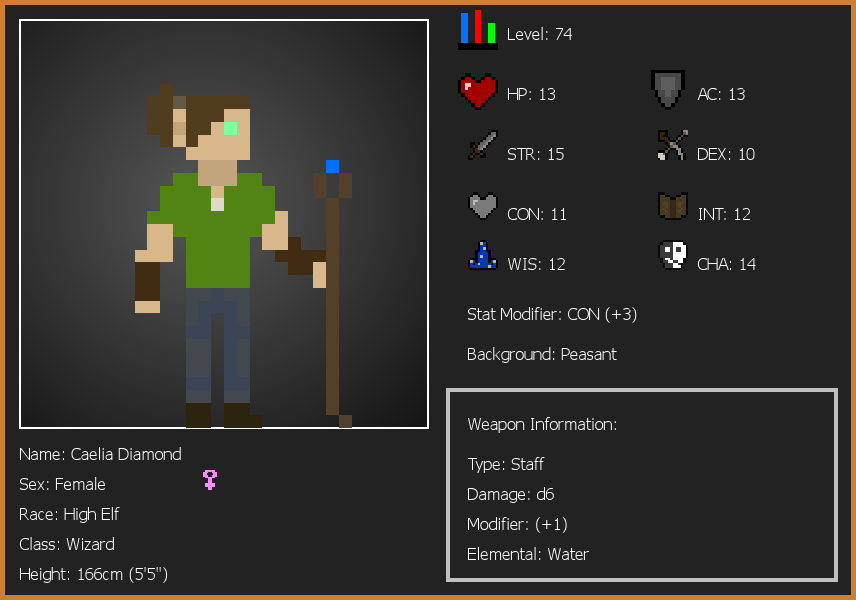 Level: 74
HP: 13
AC: 13
STR: 15
DEX: 10
CON: 11
INT: 12
WIS: 12
CHA: 14
Stat Modifier: CON (+3)
Background: Peasant
Weapon Information:
Type: Staff
Damage: d6
Modifier: (+1)
Elemental: Water
Name: Caelia Diamond
Sex: Female
Race: High Elf
Class: Wizard
Height: 166cm (5'5")